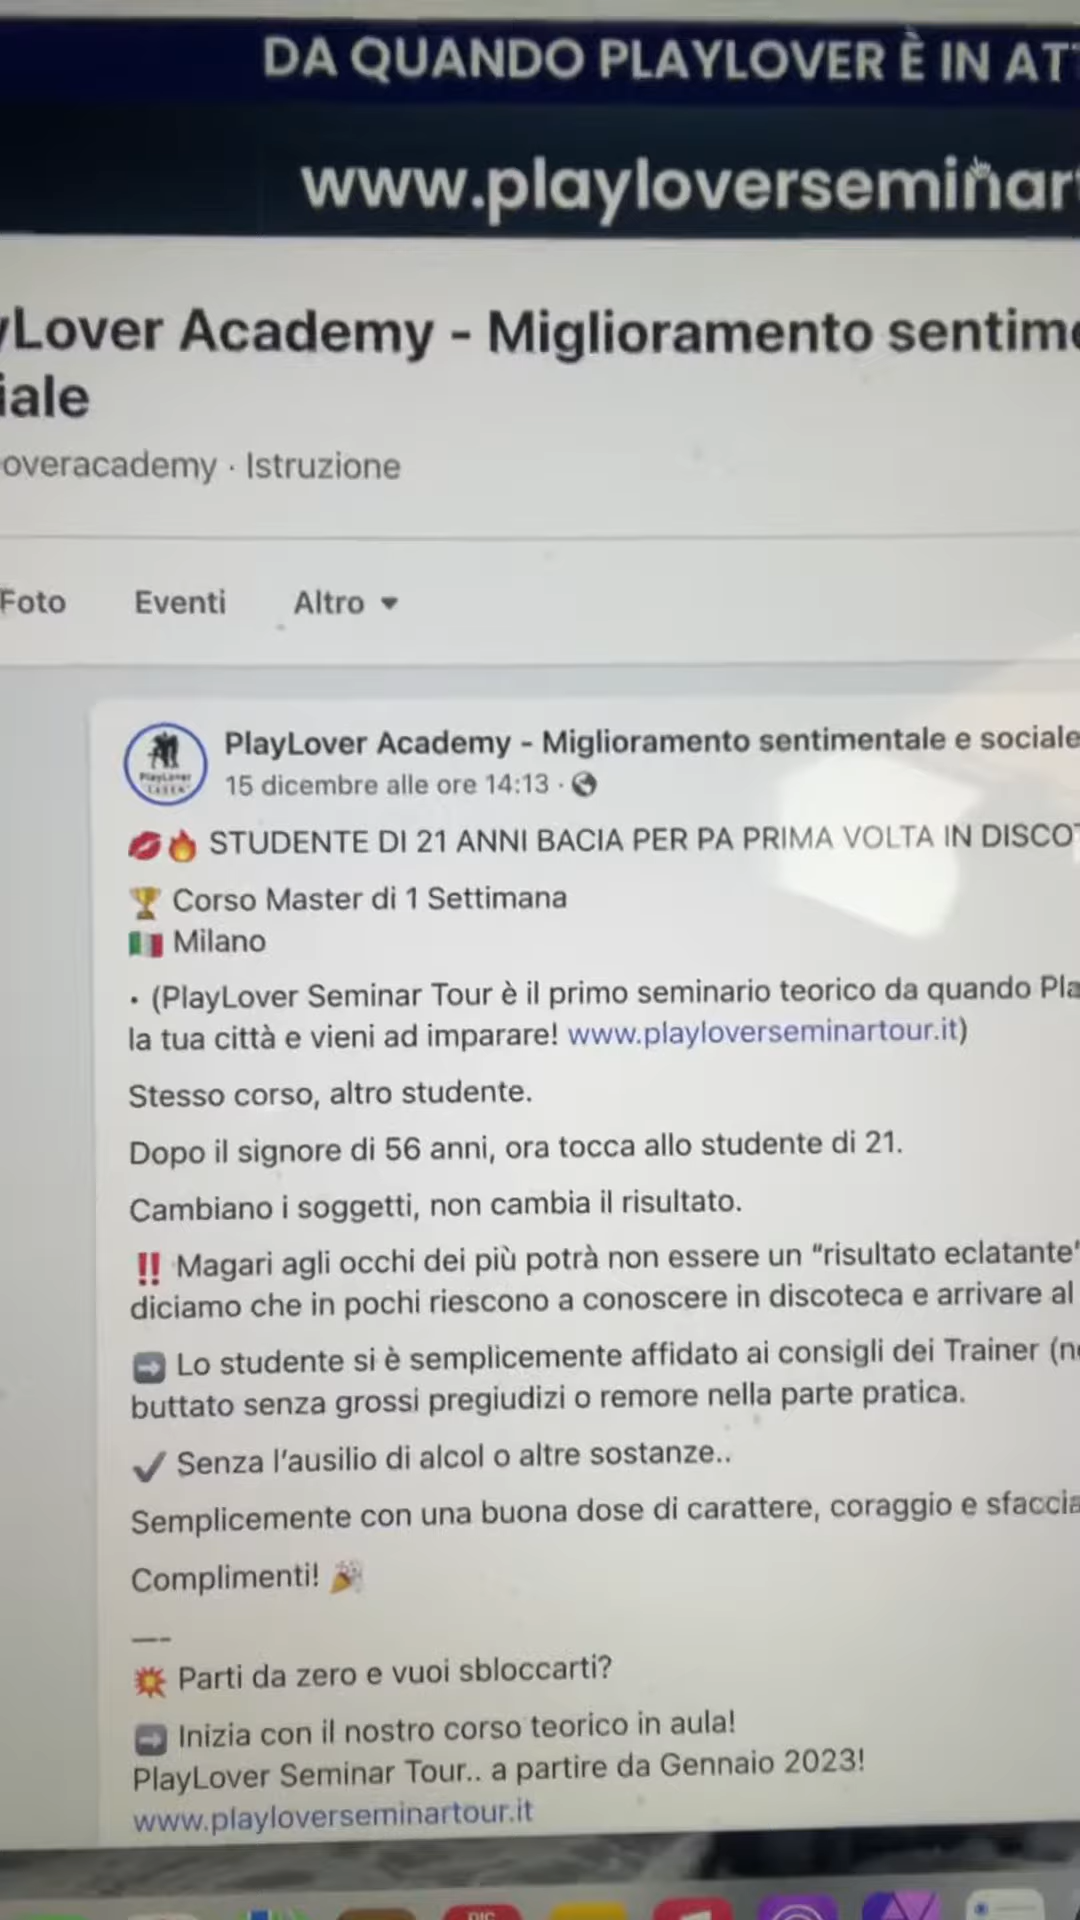 DA QUANDO PLAYLOVER È IN AT
www.playloverseminar
yLover Academy - Miglioramento sentime
iale
overacademy · Istruzione
Foto Eventi Altro
PlayLover Academy - Miglioramento sentimentale e sociale
15 dicembre alle ore 14:13 ·
💋🔥 STUDENTE DI 21 ANNI BACIA PER PA PRIMA VOLTA IN DISCOT
🏆 Corso Master di 1 Settimana
🇮🇹 Milano
• (PlayLover Seminar Tour è il primo seminario teorico da quando Pla
la tua città e vieni ad imparare! www.playloverseminartour.it)
Stesso corso, altro studente.
Dopo il signore di 56 anni, ora tocca allo studente di 21.
Cambiano i soggetti, non cambia il risultato.
‼️ Magari agli occhi dei più potrà non essere un “risultato eclatante”
diciamo che in pochi riescono a conoscere in discoteca e arrivare al
➡️ Lo studente si è semplicemente affidato ai consigli dei Trainer (n
buttato senza grossi pregiudizi o remore nella parte pratica.
✔️ Senza l’ausilio di alcol o altre sostanze..
Semplicemente con una buona dose di carattere, coraggio e sfaccia
Complimenti! 🎉
—-
💥 Parti da zero e vuoi sbloccarti?
➡️ Inizia con il nostro corso teorico in aula!
PlayLover Seminar Tour.. a partire da Gennaio 2023!
www.playloverseminartour.it
DIC